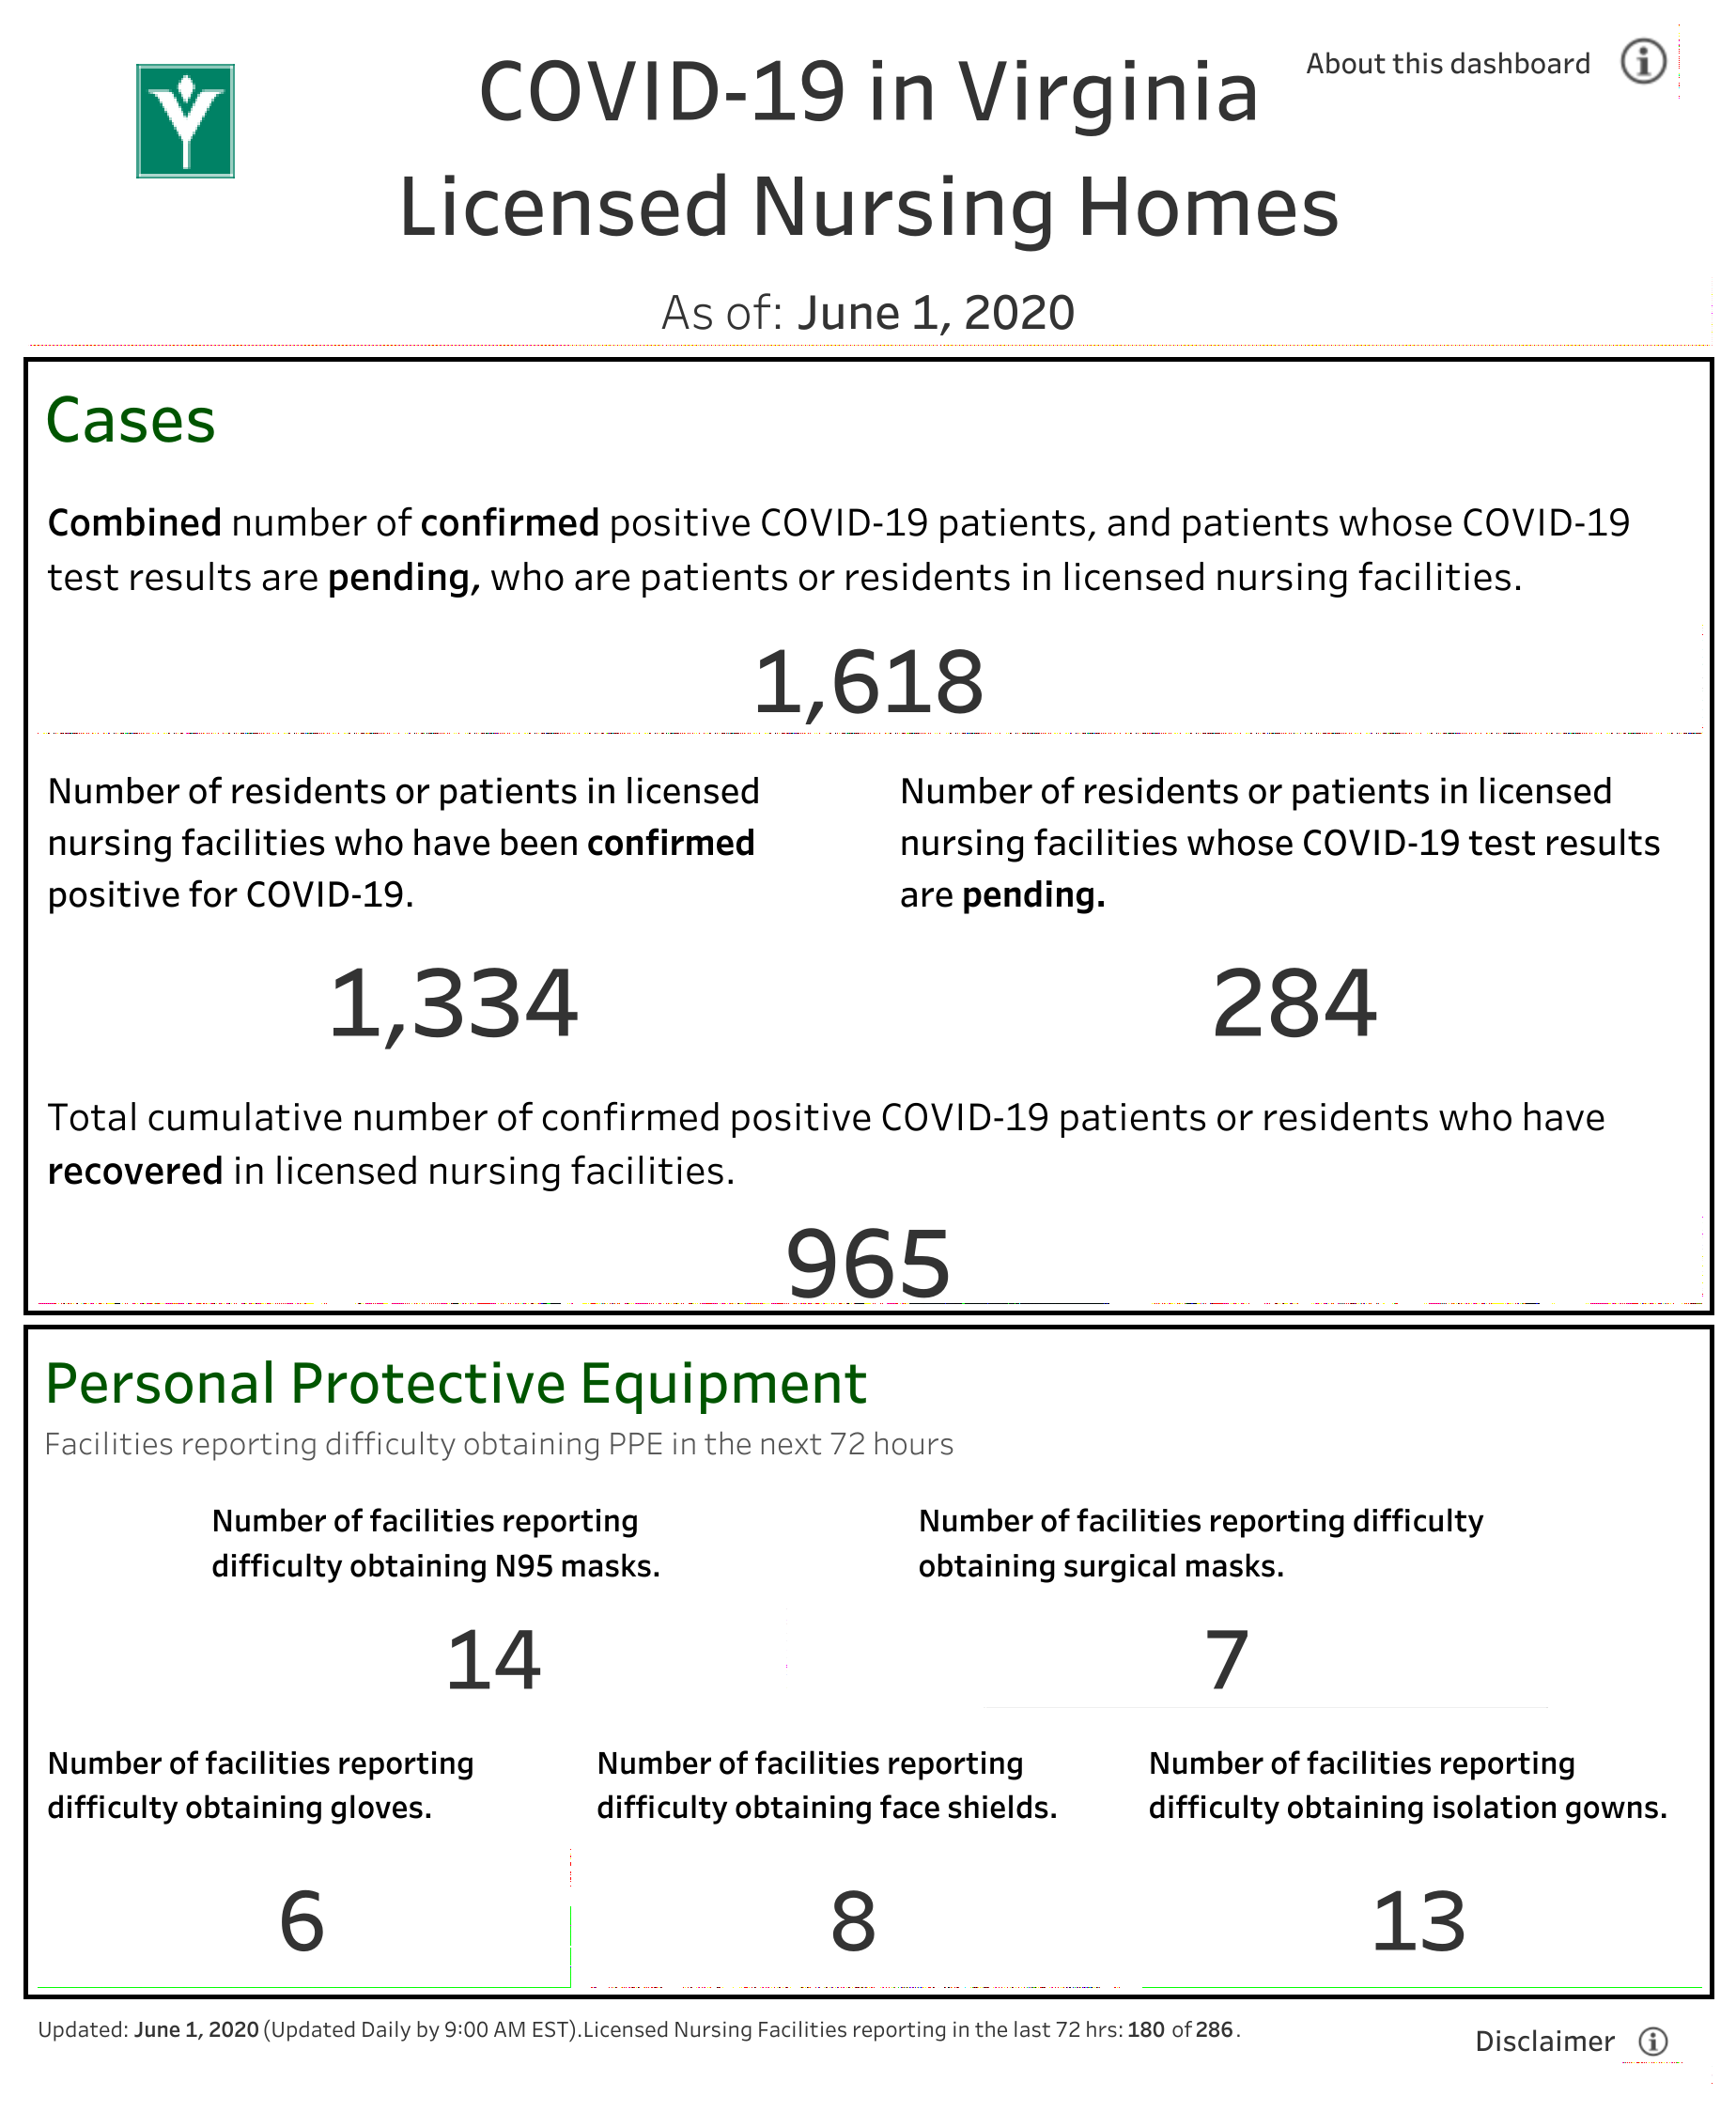 COVID-19 in Virginia
Licensed Nursing Homes
About this dashboard
As of: June 1, 2020
Cases
Combined number of confirmed positive COVID-19 patients, and patients whose COVID-19
test results are pending, who are patients or residents in licensed nursing facilities.
1,618
Number of residents or patients in licensed
nursing facilities who have been confirmed
positive for COVID-19.
1,334
Number of residents or patients in licensed
nursing facilities whose COVID-19 test results
are pending.
284
Total cumulative number of confirmed positive COVID-19 patients or residents who have
recovered in licensed nursing facilities.
965
Personal Protective Equipment
Facilities reporting difficulty obtaining PPE in the next 72 hours
Number of facilities reporting
difficulty obtaining N95 masks.
14
Number of facilities reporting difficulty
obtaining surgical masks.
7
Number of facilities reporting
difficulty obtaining gloves.
6
Number of facilities reporting
difficulty obtaining face shields.
8
Number of facilities reporting
difficulty obtaining isolation gowns.
13
Updated: June 1, 2020 (Updated Daily by 9:00 AM EST).Licensed Nursing Facilities reporting in the last 72 hrs: 180 of 286.
Disclaimer